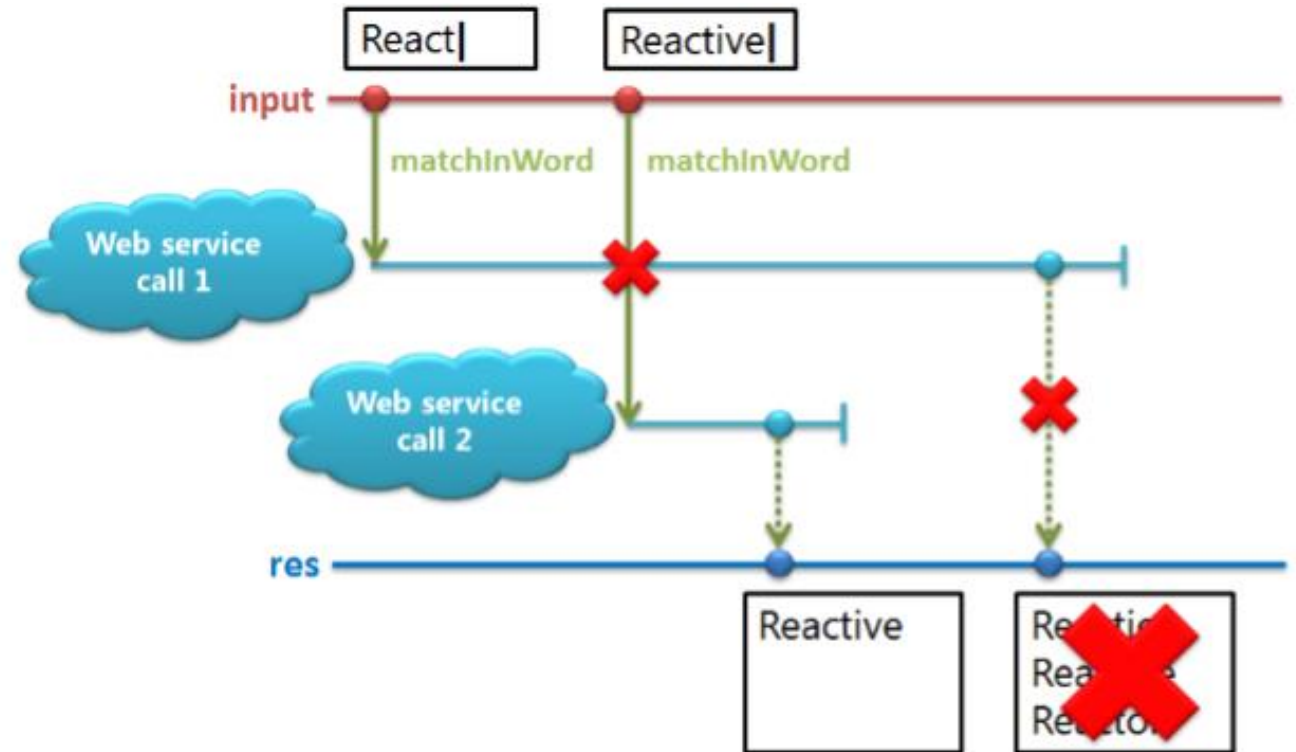 React|
Reactive|
input
matchInWord
matchInWord
Web service
call 1
Web service
call 2
res
Reactive